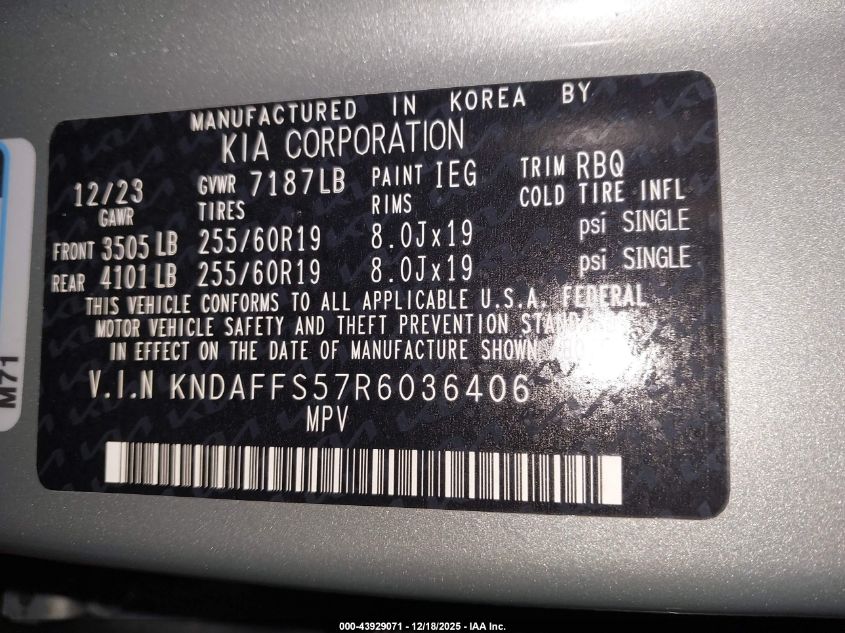 MANUFACTURED IN KOREA BY
KIA CORPORATION
12/23 GVWR 7187LB PAINT IEG TRIM RBQ
GAWR TIRES RIMS COLD TIRE INFL
FRONT 3505 LB 255/60R19 8.0Jx19 psi SINGLE
REAR 4101 LB 255/60R19 8.0Jx19 psi SINGLE
THIS VEHICLE CONFORMS TO ALL APPLICABLE U.S.A. FEDERAL
MOTOR VEHICLE SAFETY AND THEFT PREVENTION
IN EFFECT ON THE DATE OF MANUFACTURE SHOWN
V.I.N KNDAFFS57R6036406
MPV
M71
000-43929071 - 12/18/2025 - IAA Inc.